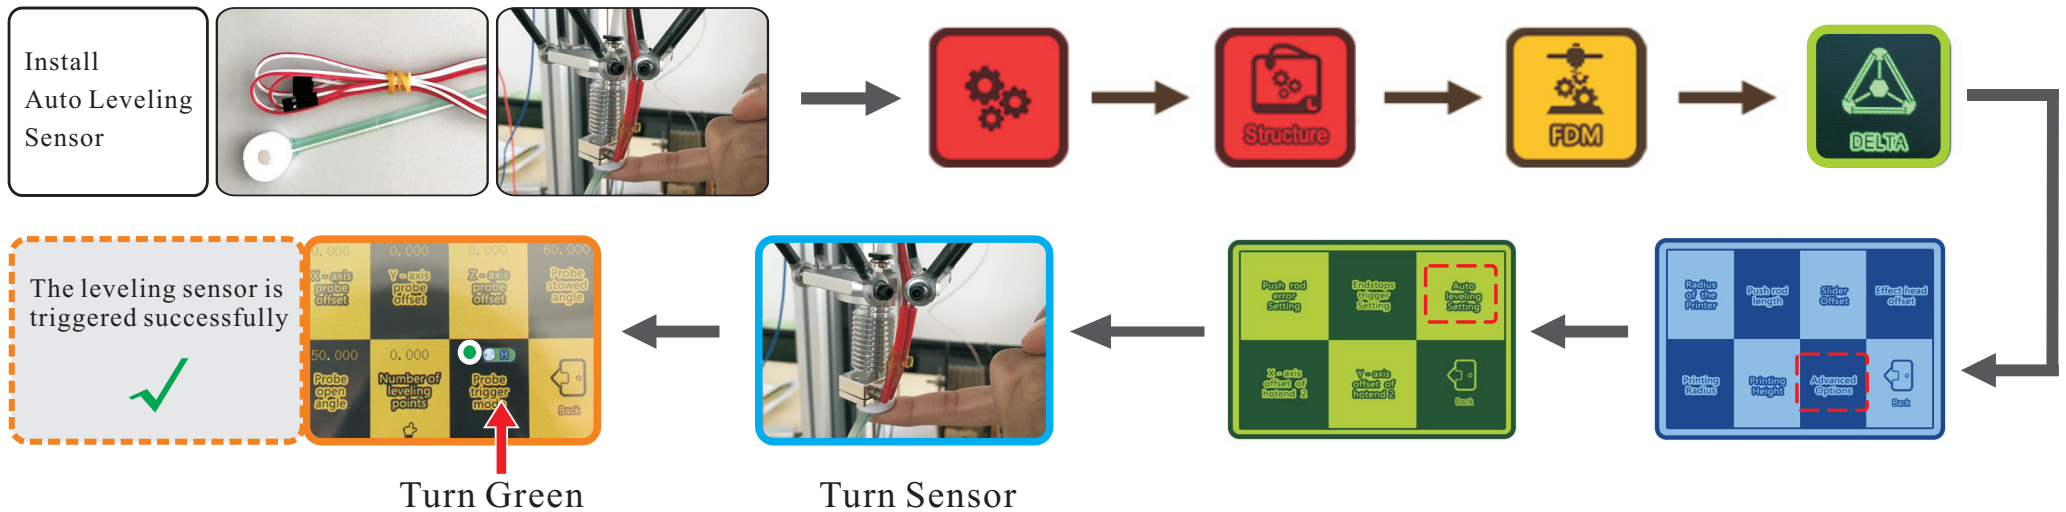 Install
Auto Leveling
Sensor
Structure
FDM
DELTA
Radius
of the
Printer
Push rod
length
Slider
Offset
Effect head
offset
Printing
Radius
Printing
Height
Advanced
Options
Back
Push rod
error
Setting
Endstops
trigger
Setting
Auto
leveling
Setting
X-axis
offset of
hotend 2
Y-axis
offset of
hotend 2
Back
Turn Sensor
0.000
0.000
0.000
60.000
X-axis
probe
offset
Y-axis
probe
offset
Z-axis
probe
offset
Probe
stowed
angle
50.000
0.000
H
Probe
open
angle
Number of
leveling
points
Probe
trigger
mode
Back
Turn Green
The leveling sensor is
triggered successfully